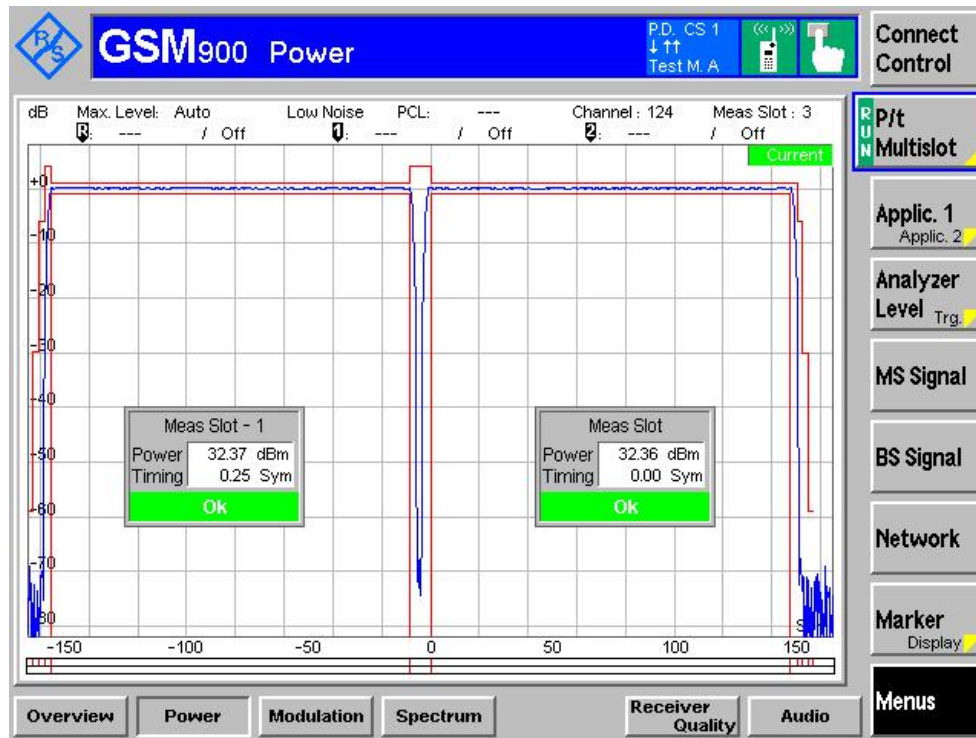 R S
GSM900 Power
P.D. CS 1
↓ ↑↑
Test M. A
Connect
Control
dB Max. Level: Auto Low Noise PCL: --- Channel : 124 Meas Slot : 3
R: --- / Off 1: --- / Off 2: --- / Off
RUN
P/t
Multislot
Current
+0
-10
-20
-30
-40
-50
-60
-70
-80
Applic. 1
Applic. 2
Analyzer
Level Trg.
MS Signal
Meas Slot - 1
Power 32.37 dBm
Timing 0.25 Sym
Ok
Meas Slot
Power 32.36 dBm
Timing 0.00 Sym
Ok
BS Signal
Network
Marker
Display
S
-150 -100 -50 0 50 100 150
Overview Power Modulation Spectrum Receiver Quality Audio
Menus